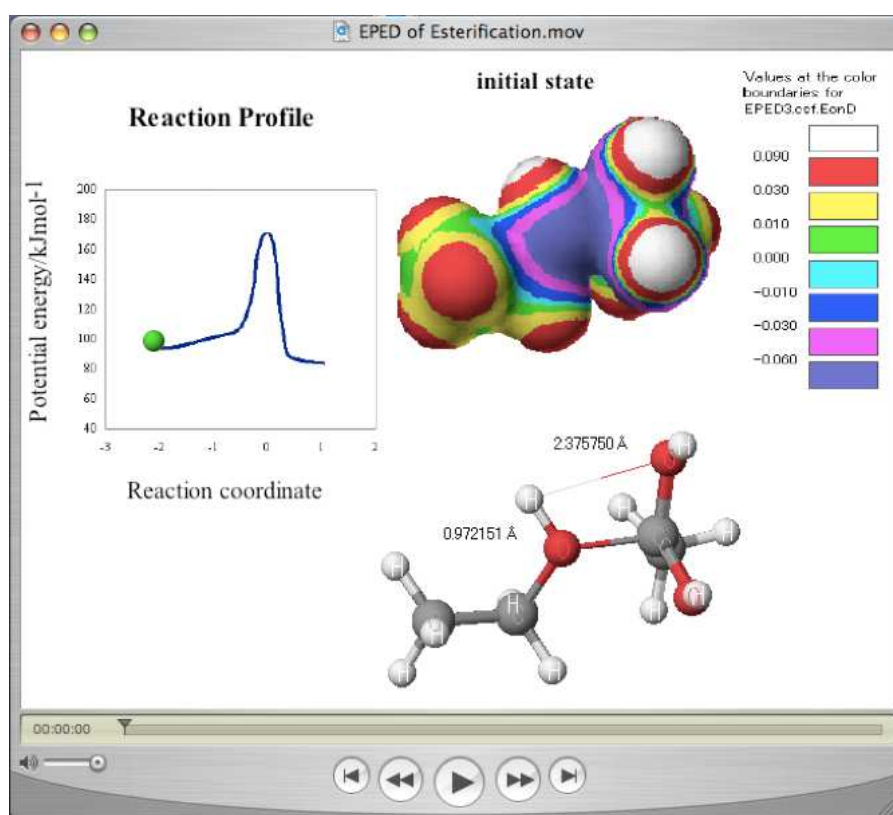 EPED of Esterification.mov
initial state
Values at the color
boundaries for
EPED3.cef.EonD
Reaction Profile
0.090
0.030
0.010
0.000
−0.010
−0.030
−0.060
Potential energy/kJmol-1
200
180
160
140
120
100
80
60
40
-3
-2
-1
0
1
2
Reaction coordinate
2.375750 Å
0.972151 Å
H
H
H
H
H
H
H
H
H
H
00:00:00